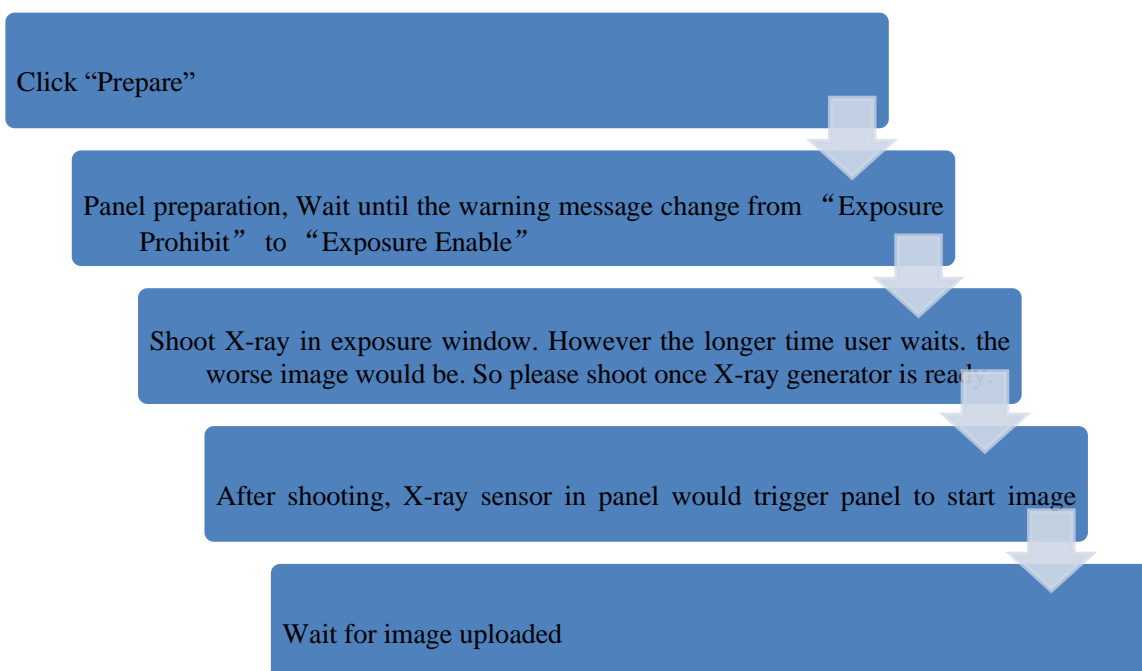 Click “Prepare”
Panel preparation, Wait until the warning message change from “Exposure
Prohibit” to “Exposure Enable”
Shoot X-ray in exposure window. However the longer time user waits. the
worse image would be. So please shoot once X-ray generator is ready.
After shooting, X-ray sensor in panel would trigger panel to start image
Wait for image uploaded